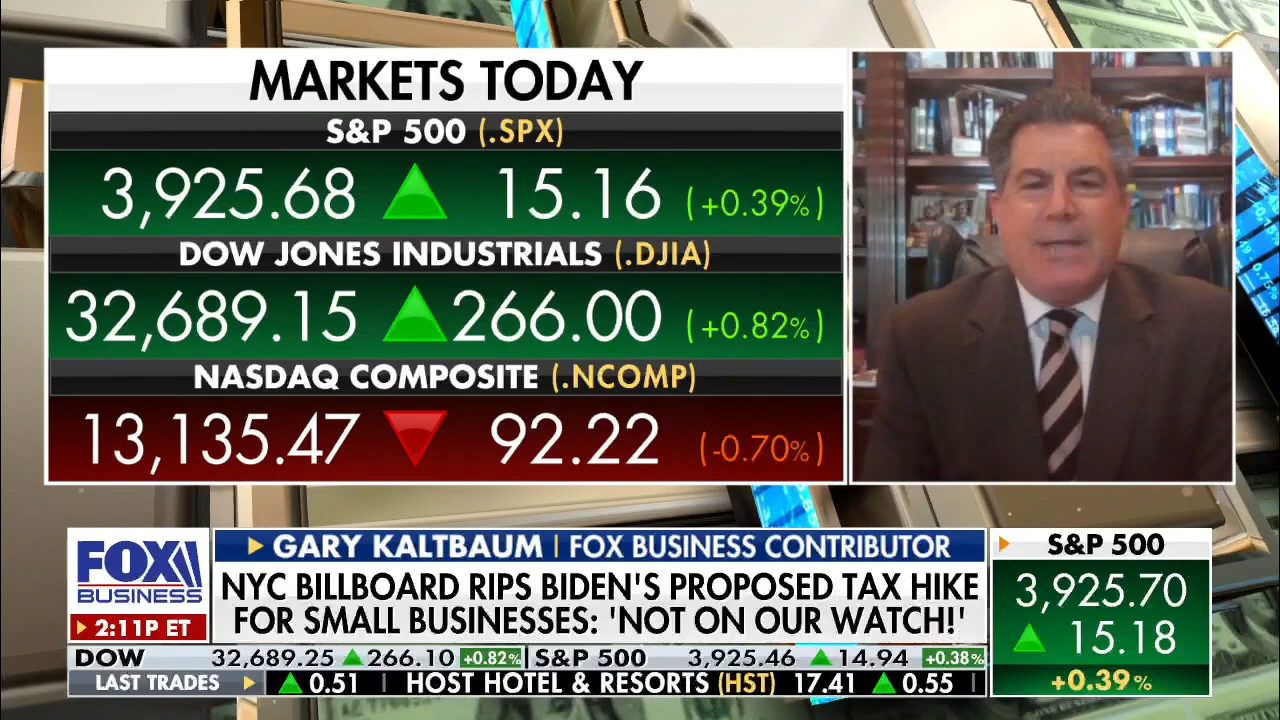 MARKETS TODAY
S&P 500 (.SPX)
3,925.68 ▲ 15.16 (+0.39%)
DOW JONES INDUSTRIALS (.DJIA)
32,689.15 ▲ 266.00 (+0.82%)
NASDAQ COMPOSITE (.NCOMP)
13,135.47 ▼ 92.22 (-0.70%)
FOX
BUSINESS
2:11P ET
GARY KALTBAUM | FOX BUSINESS CONTRIBUTOR
NYC BILLBOARD RIPS BIDEN'S PROPOSED TAX HIKE
FOR SMALL BUSINESSES: 'NOT ON OUR WATCH!'
S&P 500
3,925.70
▲ 15.18
+0.39%
DOW 32,689.25 ▲ 266.10 +0.82% S&P 500 3,925.46 ▲ 14.94 +0.38%
LAST TRADES ▲ 0.51 | HOST HOTEL & RESORTS (HST) 17.41 ▲ 0.55 |